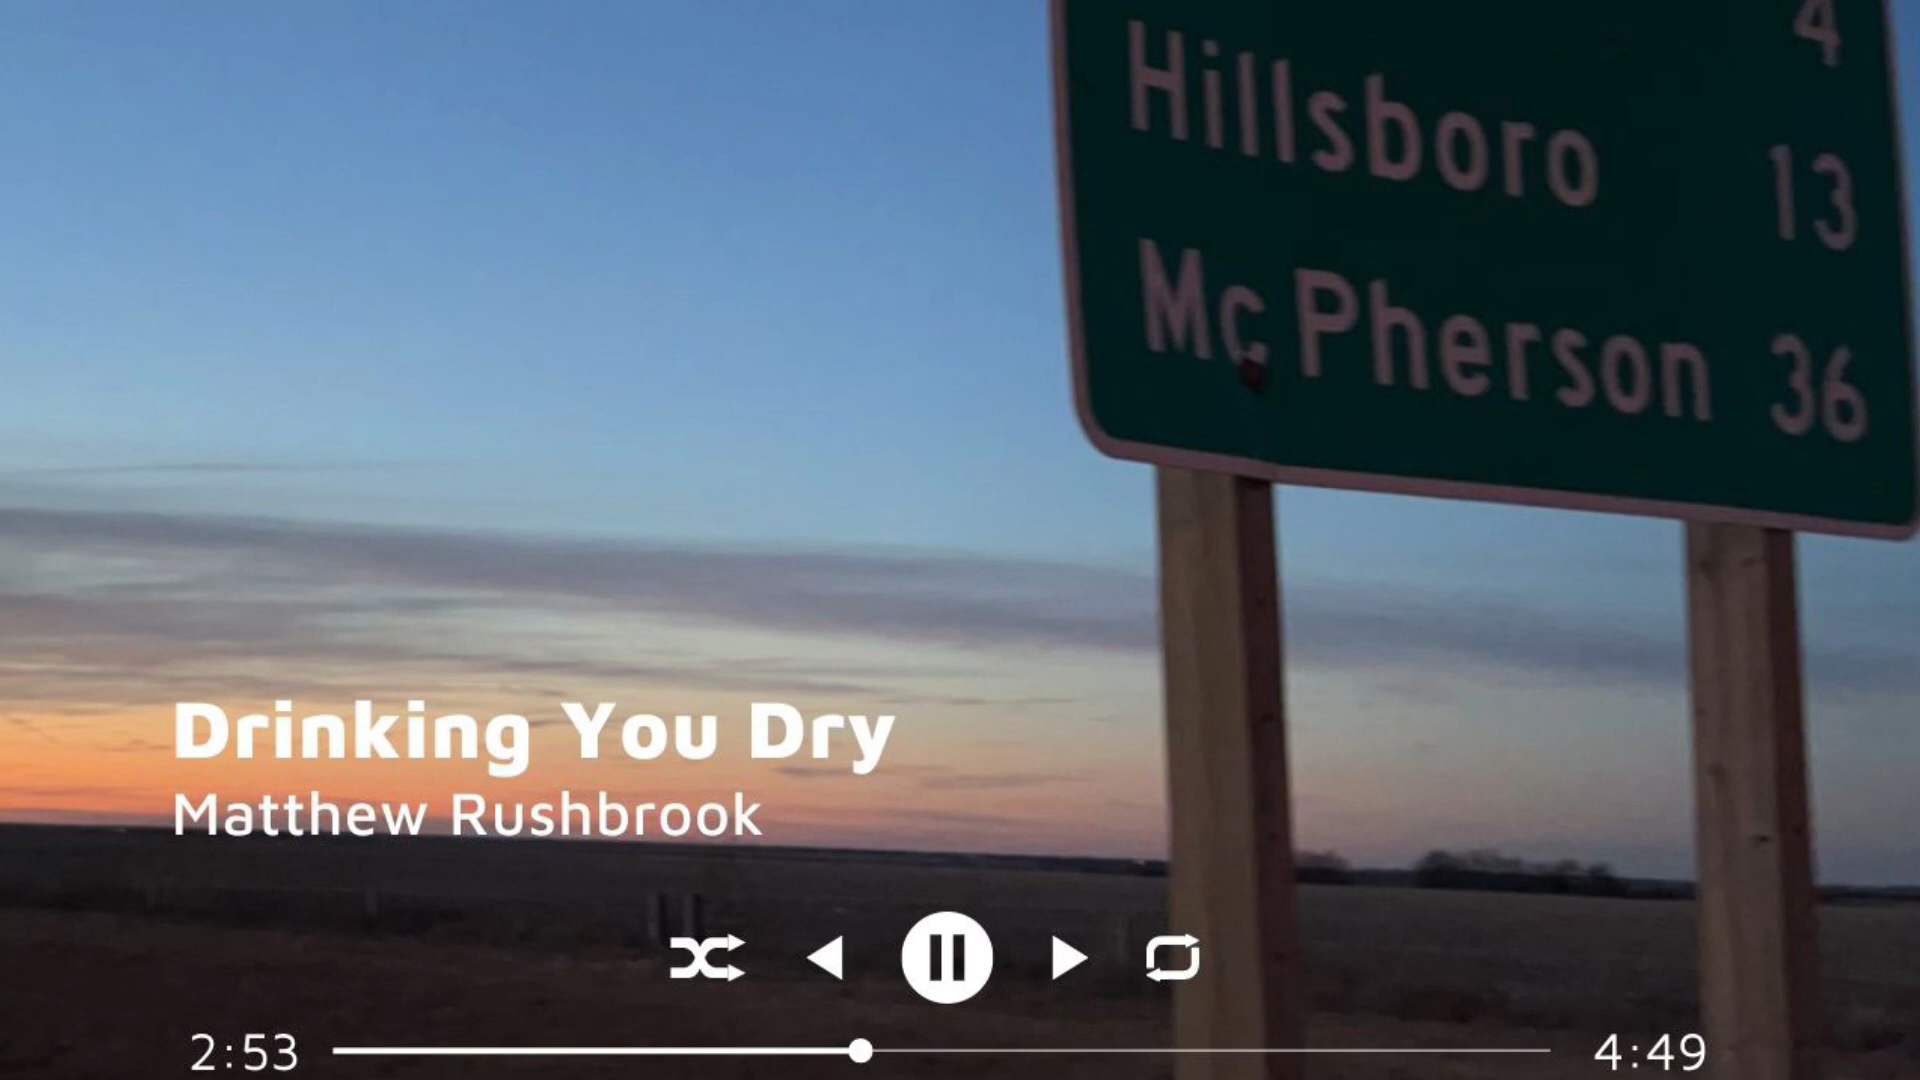 4
Hillsboro 13
McPherson 36
Drinking You Dry
Matthew Rushbrook
2:53 4:49